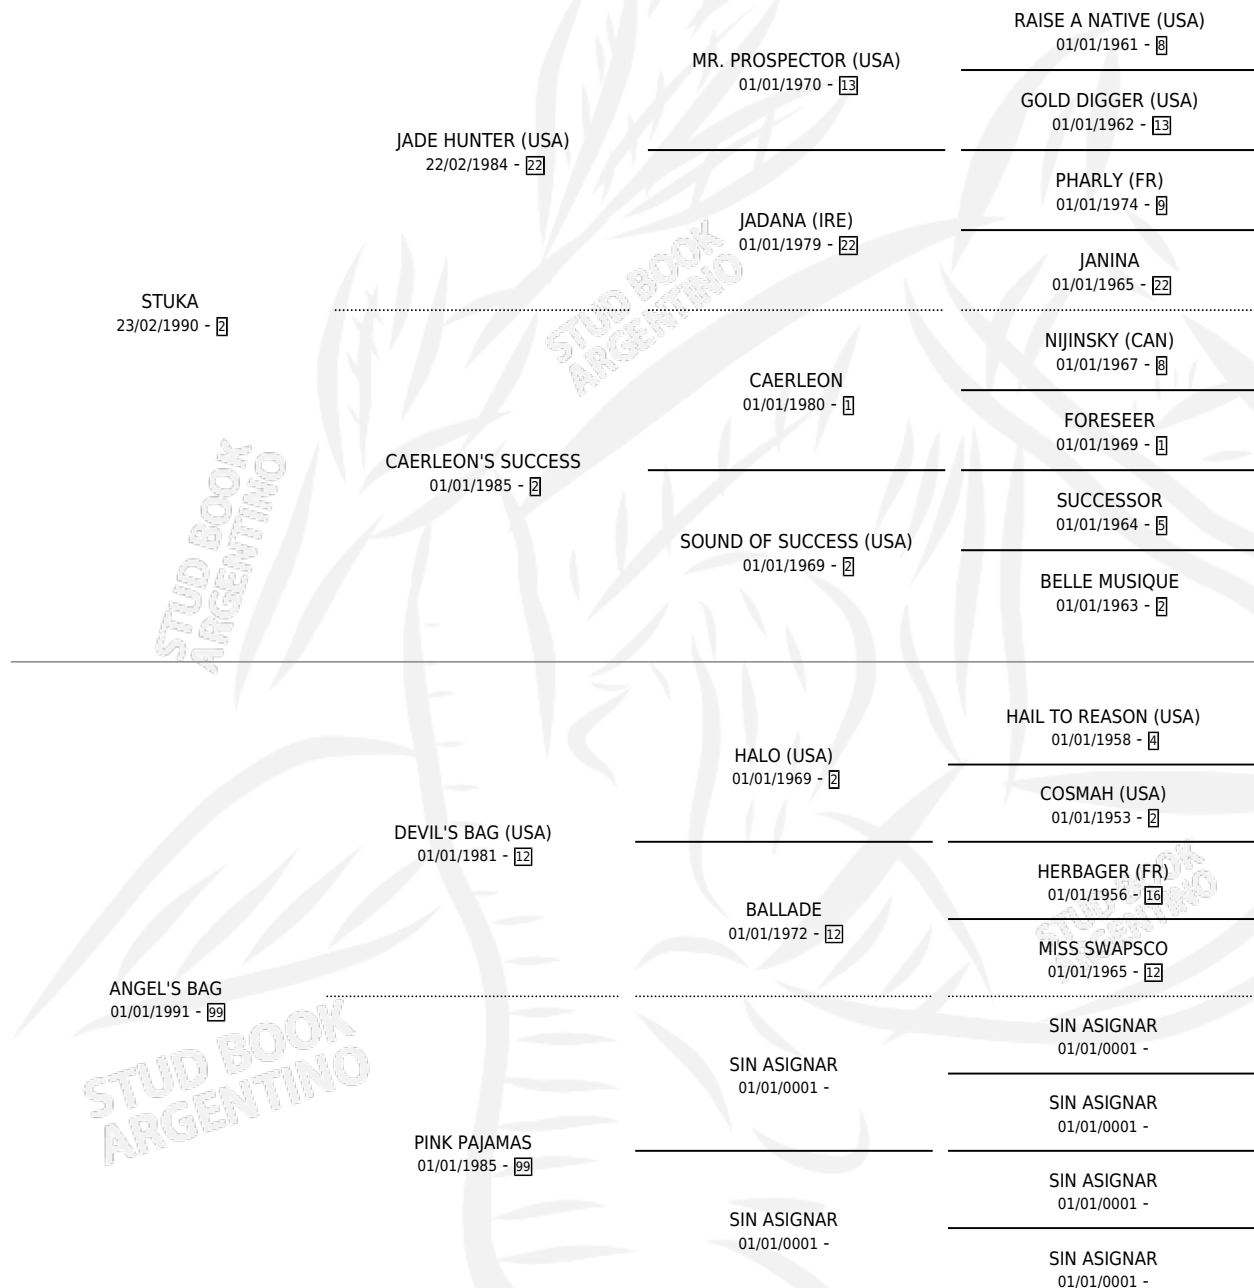 RAISE A NATIVE (USA)
01/01/1961 - 8
MR. PROSPECTOR (USA)
01/01/1970 - 13
GOLD DIGGER (USA)
01/01/1962 - 13
JADE HUNTER (USA)
22/02/1984 - 22
PHARLY (FR)
01/01/1974 - 9
JADANA (IRE)
01/01/1979 - 22
JANINA
01/01/1965 - 22
STUKA
23/02/1990 - 2
NIJINSKY (CAN)
01/01/1967 - 8
CAERLEON
01/01/1980 - 1
FORESEER
01/01/1969 - 1
CAERLEON'S SUCCESS
01/01/1985 - 2
SUCCESSOR
01/01/1964 - 5
SOUND OF SUCCESS (USA)
01/01/1969 - 2
BELLE MUSIQUE
01/01/1963 - 2
HAIL TO REASON (USA)
01/01/1958 - 4
HALO (USA)
01/01/1969 - 2
COSMAH (USA)
01/01/1953 - 2
DEVIL'S BAG (USA)
01/01/1981 - 12
HERBAGER (FR)
01/01/1956 - 16
BALLADE
01/01/1972 - 12
MISS SWAPSCO
01/01/1965 - 12
ANGEL'S BAG
01/01/1991 - 99
SIN ASIGNAR
01/01/0001 -
SIN ASIGNAR
01/01/0001 -
SIN ASIGNAR
01/01/0001 -
PINK PAJAMAS
01/01/1985 - 99
SIN ASIGNAR
01/01/0001 -
SIN ASIGNAR
01/01/0001 -
SIN ASIGNAR
01/01/0001 -
STUD BOOK
ARGENTINO
STUD BOOK
ARGENTINO
STUD BOOK
ARGENTINO
STUD BOOK
ARGENTINO